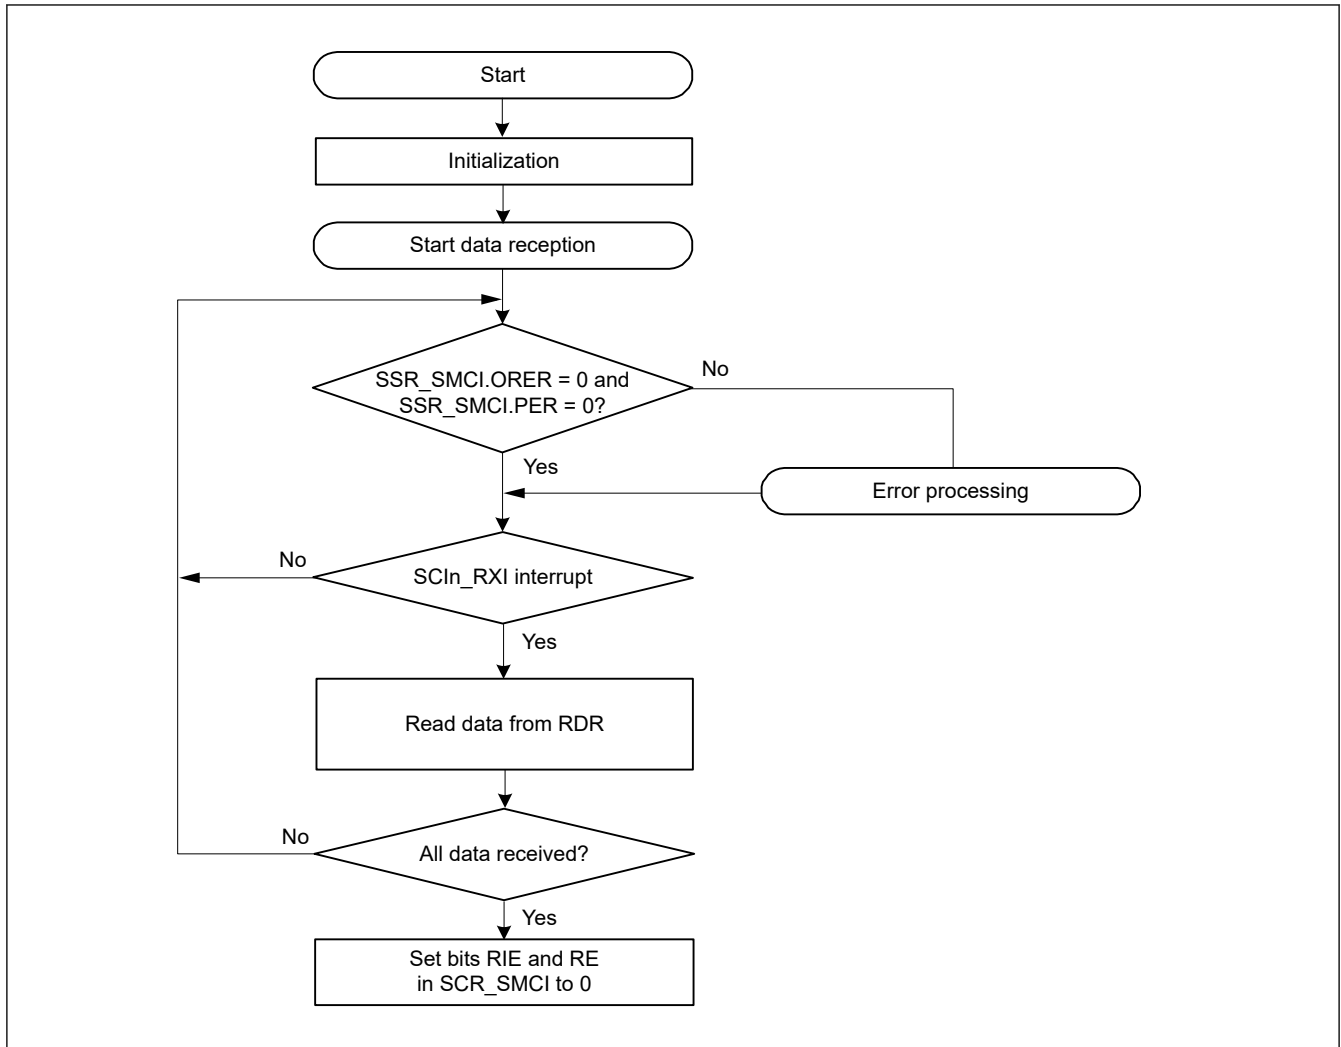 Start
Initialization
Start data reception
SSR_SMCI.ORER = 0 and
SSR_SMCI.PER = 0?
No
Yes
Error processing
SCIn_RXI interrupt
No
Yes
Read data from RDR
All data received?
No
Yes
Set bits RIE and RE
in SCR_SMCI to 0